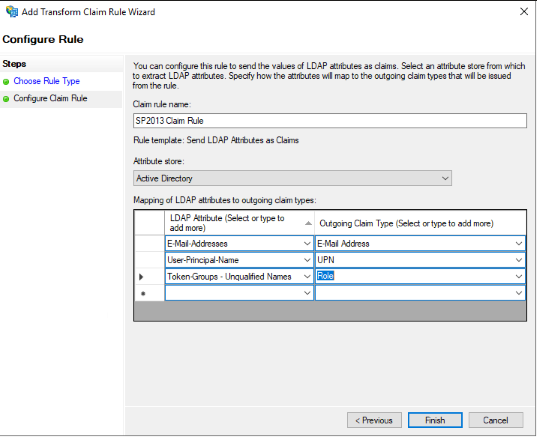 Add Transform Claim Rule Wizard
Configure Rule
Steps
Choose Rule Type
Configure Claim Rule
You can configure this rule to send the values of LDAP attributes as claims. Select an attribute store from which
to extract LDAP attributes. Specify how the attributes will map to the outgoing claim types that will be issued
from the rule.
Claim rule name:
SP2013 Claim Rule
Rule template: Send LDAP Attributes as Claims
Attribute store:
Active Directory
Mapping of LDAP attributes to outgoing claim types:
LDAP Attribute (Select or type to
add more)
Outgoing Claim Type (Select or type to add more)
E-Mail-Addresses
E-Mail Address
User-Principal-Name
UPN
Token-Groups - Unqualified Names
Role
< Previous
Finish
Cancel